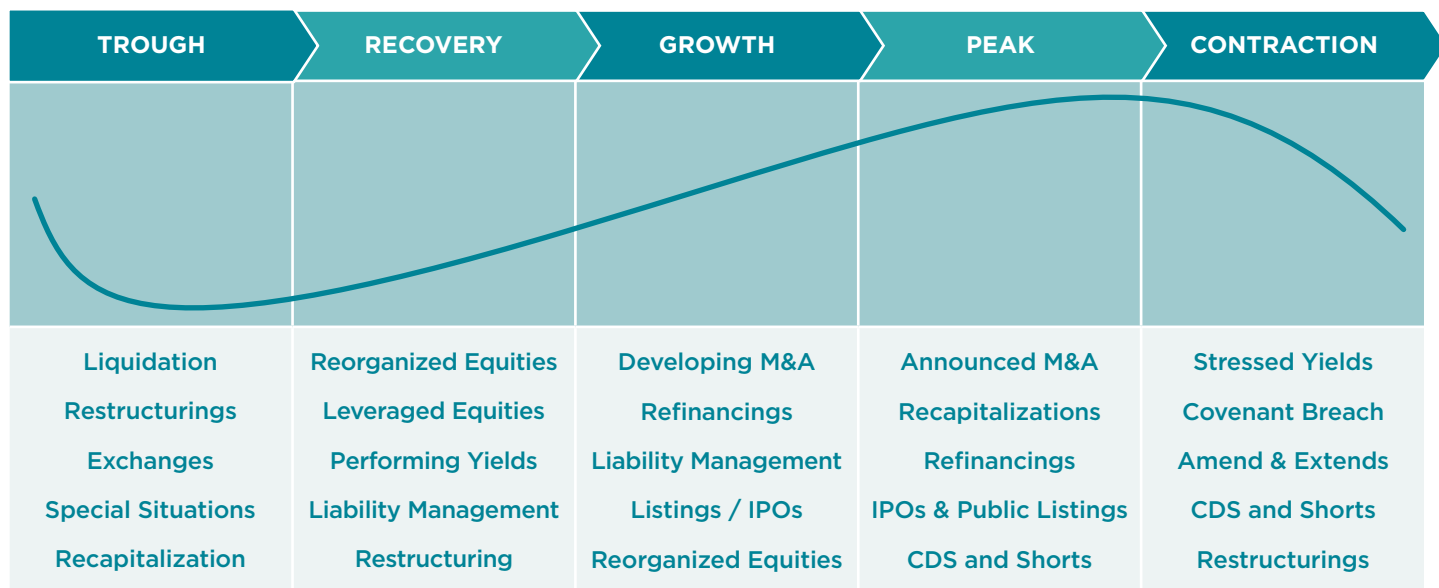 TROUGH
RECOVERY
GROWTH
PEAK
CONTRACTION
Liquidation
Restructurings
Exchanges
Special Situations
Recapitalization
Reorganized Equities
Leveraged Equities
Performing Yields
Liability Management
Restructuring
Developing M&A
Refinancings
Liability Management
Listings / IPOs
Reorganized Equities
Announced M&A
Recapitalizations
Refinancings
IPOs & Public Listings
CDS and Shorts
Stressed Yields
Covenant Breach
Amend & Extends
CDS and Shorts
Restructurings